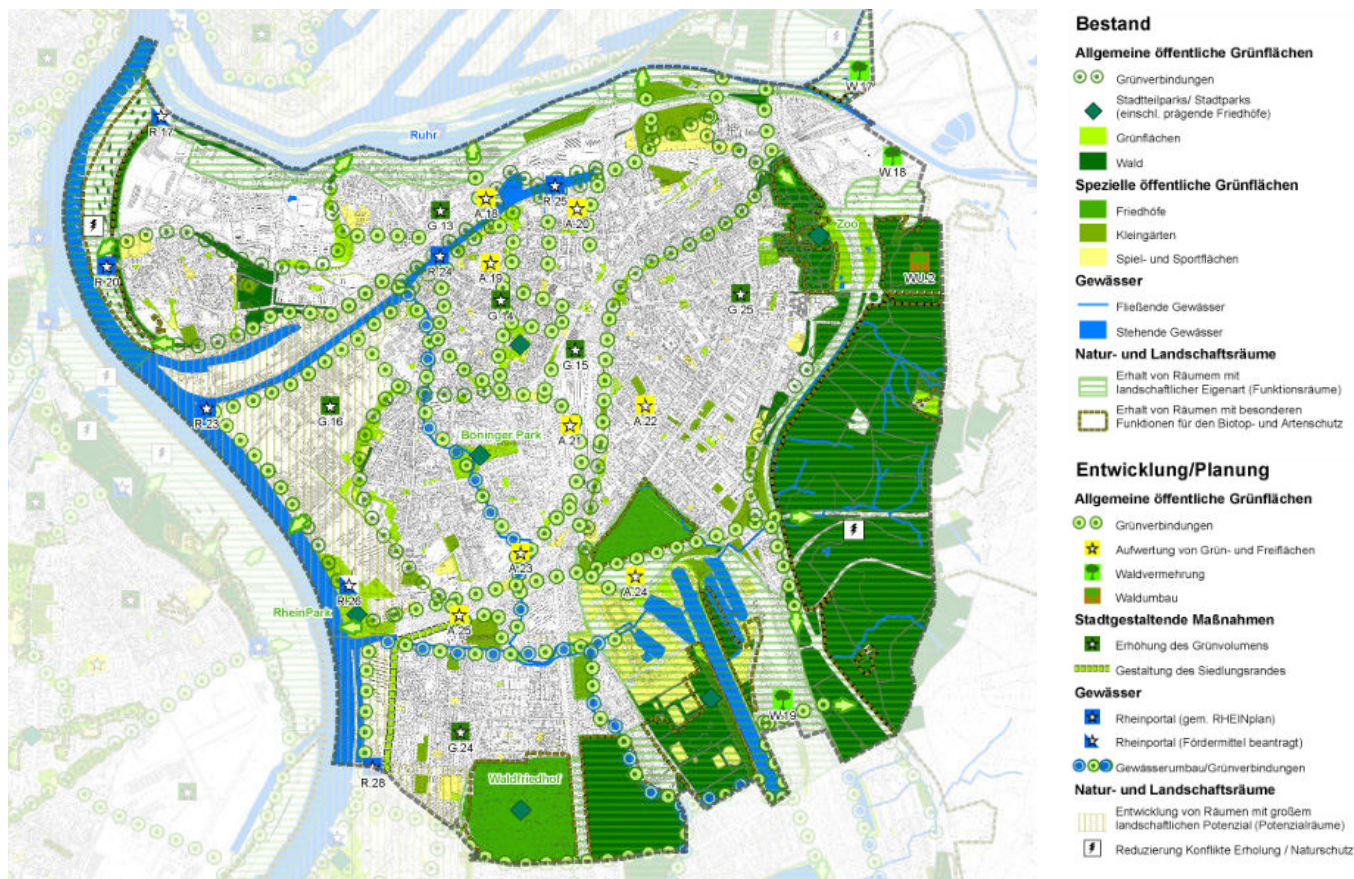 Ruhr
R.17
W.17
W.18
R.25
A.18
A.20
G.13
Zoo
R.24
R.20
A.19
WU.2
G.14
G.25
G.15
R.23
G.16
A.21
A.22
Böninger Park
A.23
A.24
R.26
RheinPark
A.25
W.19
G.24
R.28
Waldfriedhof
Bestand
Allgemeine öffentliche Grünflächen
Grünverbindungen
Stadtteilparks/ Stadtparks
(einschl. prägende Friedhöfe)
Grünflächen
Wald
Spezielle öffentliche Grünflächen
Friedhöfe
Kleingärten
Spiel- und Sportflächen
Gewässer
Fließende Gewässer
Stehende Gewässer
Natur- und Landschaftsräume
Erhalt von Räumem mit
landschaftlicher Eigenart (Funktionsräume)
Erhalt von Räumen mit besonderen
Funktionen für den Biotop- und Artenschutz
Entwicklung/Planung
Allgemeine öffentliche Grünflächen
Grünverbindungen
Aufwertung von Grün- und Freiflächen
Waldvermehrung
Waldumbau
Stadtgestaltende Maßnahmen
Erhöhung des Grünvolumens
Gestaltung des Siedlungsrandes
Gewässer
Rheinportal (gem. RHEINplan)
Rheinportal (Fördermittel beantragt)
Gewässerumbau/Grünverbindungen
Natur- und Landschaftsräume
Entwicklung von Räumen mit großem
landschaftlichen Potenzial (Potenzialräume)
Reduzierung Konflikte Erholung / Naturschutz